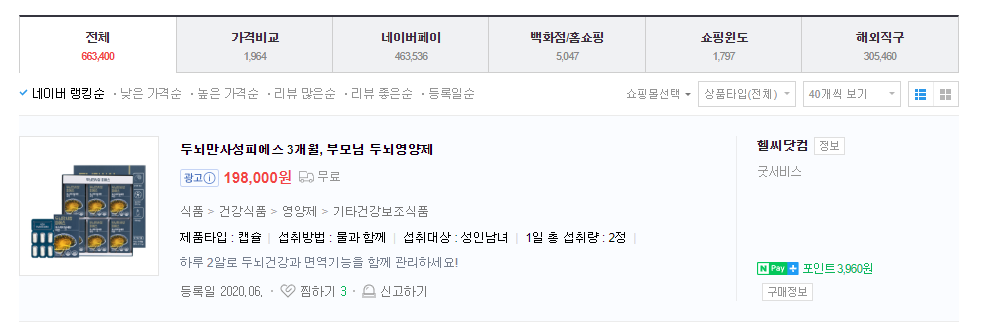 전체 가격비교 네이버페이 백화점/홈쇼핑 쇼핑윈도 해외직구
663,400 1,964 463,536 5,047 1,797 305,460
네이버 랭킹순 · 낮은 가격순 · 높은 가격순 · 리뷰 많은순 · 리뷰 좋은순 · 등록일순 쇼핑몰선택 상품타입(전체) 40개씩 보기
두뇌만사성피에스 3개월, 부모님 두뇌영양제
광고 198,000원 무료
식품 > 건강식품 > 영양제 > 기타건강보조식품
제품타입 : 캡슐 | 섭취방법 : 물과 함께 | 섭취대상 : 성인남녀 | 1일 총 섭취량 : 2정 |
하루 2알로 두뇌건강과 면역기능을 함께 관리하세요!
등록일 2020.06. · 찜하기 3 · 신고하기
헬씨닷컴 정보
굿서비스
N Pay + 포인트 3,960원
구매정보